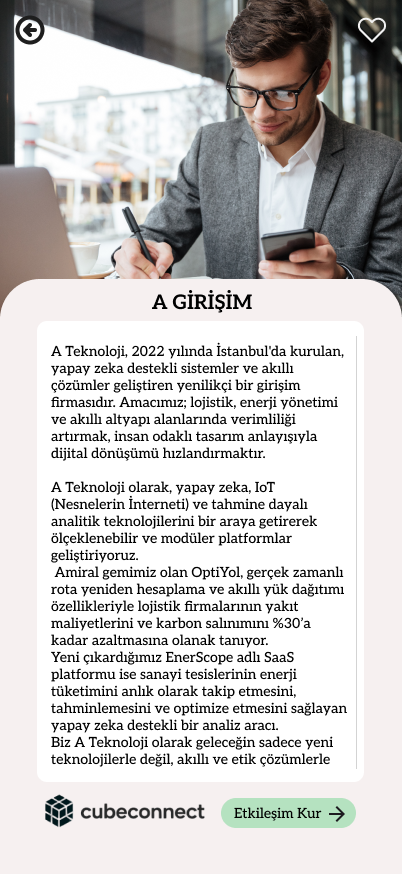 A GİRİŞİM
A Teknoloji, 2022 yılında İstanbul'da kurulan,
yapay zeka destekli sistemler ve akıllı
çözümler geliştiren yenilikçi bir girişim
firmasıdır. Amacımız; lojistik, enerji yönetimi
ve akıllı altyapı alanlarında verimliliği
artırmak, insan odaklı tasarım anlayışıyla
dijital dönüşümü hızlandırmaktır.
A Teknoloji olarak, yapay zeka, IoT
(Nesnelerin İnterneti) ve tahmine dayalı
analitik teknolojilerini bir araya getirerek
ölçeklenebilir ve modüler platformlar
geliştiriyoruz.
Amiral gemimiz olan OptiYol, gerçek zamanlı
rota yeniden hesaplama ve akıllı yük dağıtımı
özellikleriyle lojistik firmalarının yakıt
maliyetlerini ve karbon salınımını %30’a
kadar azaltmasına olanak tanıyor.
Yeni çıkardığımız EnerScope adlı SaaS
platformu ise sanayi tesislerinin enerji
tüketimini anlık olarak takip etmesini,
tahminlemesini ve optimize etmesini sağlayan
yapay zeka destekli bir analiz aracı.
Biz A Teknoloji olarak geleceğin sadece yeni
teknolojilerle değil, akıllı ve etik çözümlerle
cubeconnect
Etkileşim Kur